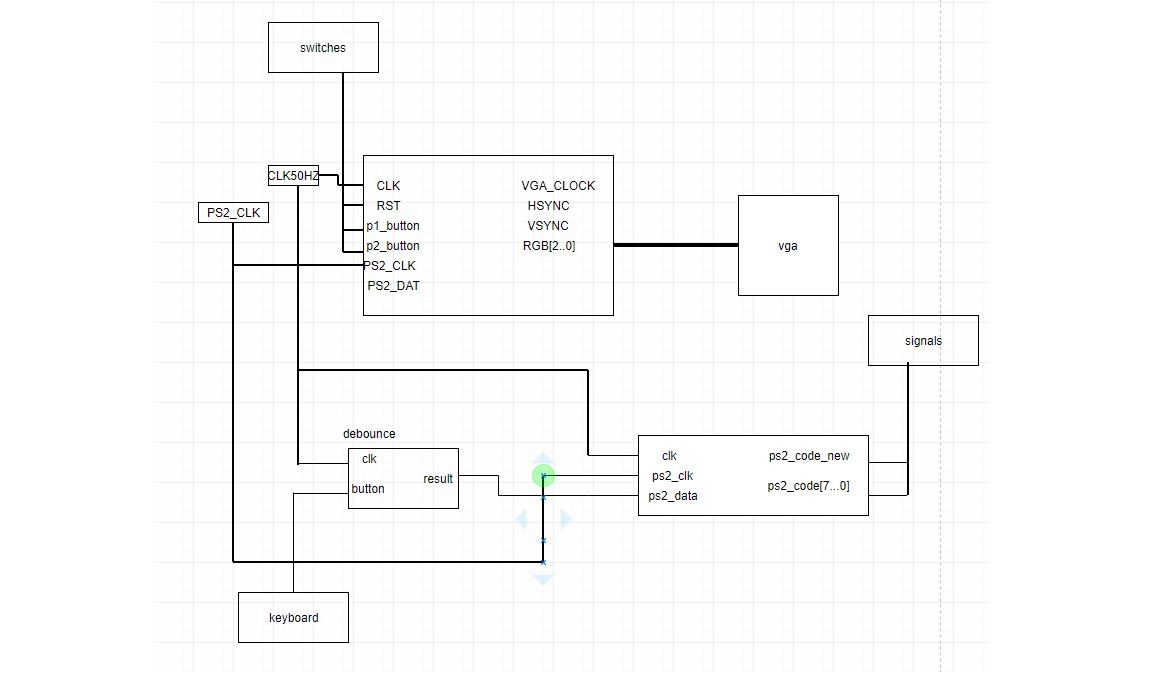 switches
CLK50HZ
PS2_CLK
CLK
RST
p1_button
p2_button
PS2_CLK
PS2_DAT
VGA_CLOCK
HSYNC
VSYNC
RGB[2..0]
vga
signals
debounce
clk
button
result
clk
ps2_clk
ps2_data
ps2_code_new
ps2_code[7...0]
keyboard